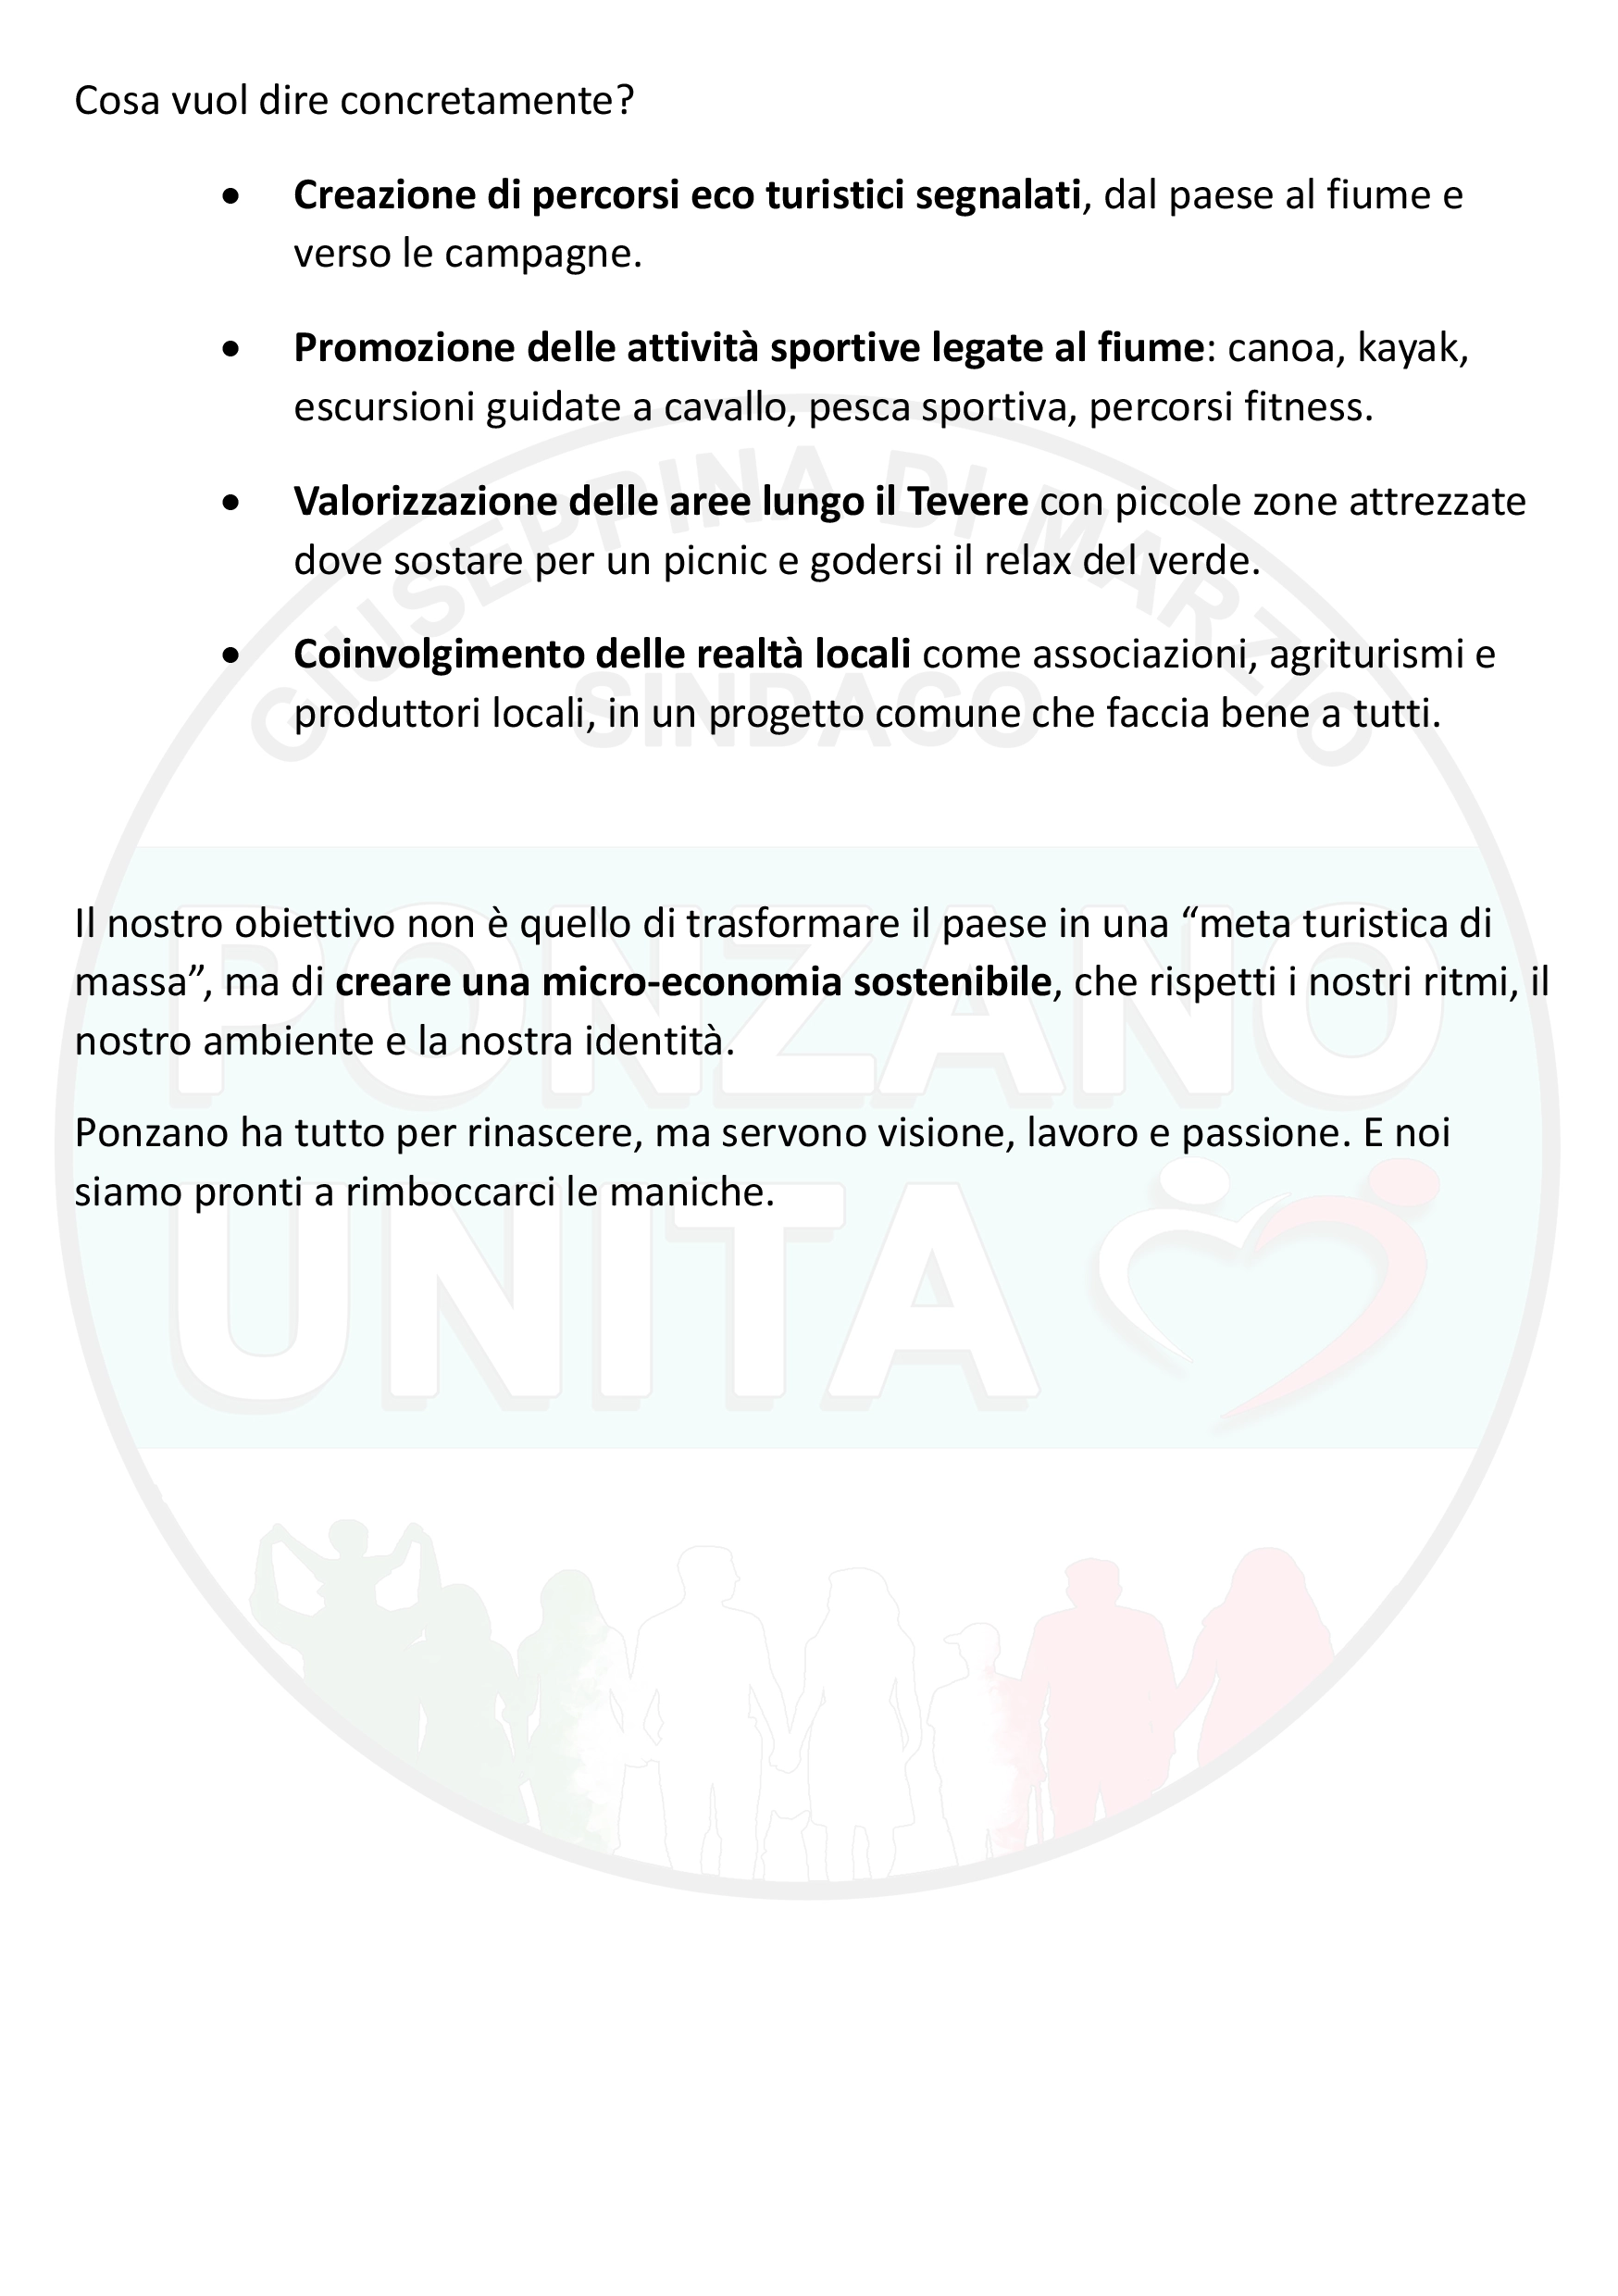 Cosa vuol dire concretamente?
• Creazione di percorsi eco turistici segnalati, dal paese al fiume e
verso le campagne.
• Promozione delle attività sportive legate al fiume: canoa, kayak,
escursioni guidate a cavallo, pesca sportiva, percorsi fitness.
• Valorizzazione delle aree lungo il Tevere con piccole zone attrezzate
dove sostare per un picnic e godersi il relax del verde.
• Coinvolgimento delle realtà locali come associazioni, agriturismi e
produttori locali, in un progetto comune che faccia bene a tutti.
Il nostro obiettivo non è quello di trasformare il paese in una “meta turistica di
massa”, ma di creare una micro-economia sostenibile, che rispetti i nostri ritmi, il
nostro ambiente e la nostra identità.
Ponzano ha tutto per rinascere, ma servono visione, lavoro e passione. E noi
siamo pronti a rimboccarci le maniche.
GIUSEPPINA DI MARZIO
SINDACO
PONZANO
UNITA